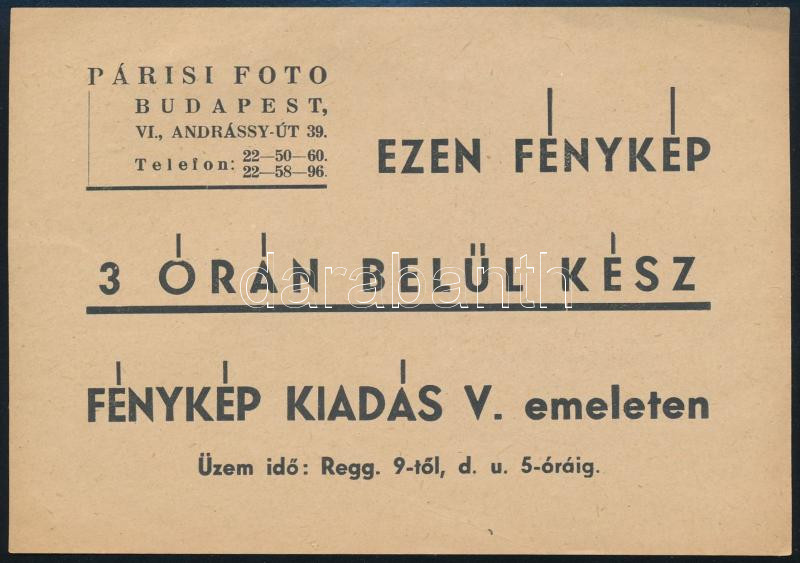 PÁRISI FOTO
BUDAPEST,
VI., ANDRÁSSY-ÚT 39.
Telefon: 22—50—60.
22—58—96.
EZEN FÉNYKÉP
3 ÓRÁN BELÜL KÉSZ
FÉNYKÉP KIADÁS V. emeleten
Üzem idő: Regg. 9-től, d. u. 5-óráig.
darabanth